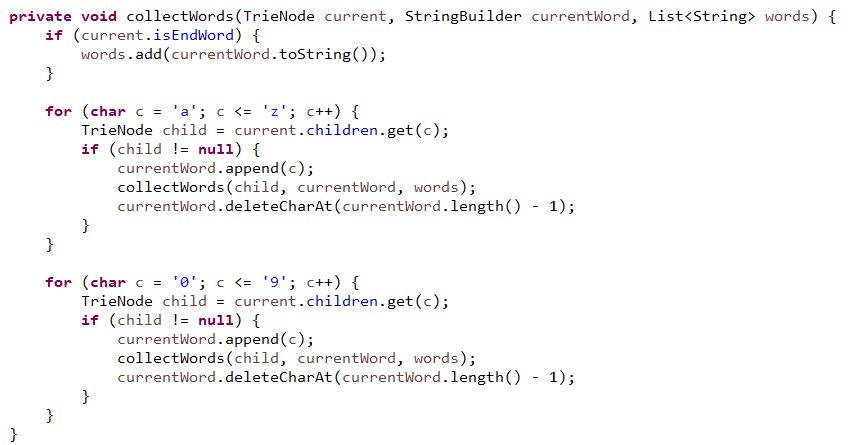 private void collectWords(TrieNode current, StringBuilder currentWord, List<String> words) {
    if (current.isEndWord) {
        words.add(currentWord.toString());
    }

    for (char c = 'a'; c <= 'z'; c++) {
        TrieNode child = current.children.get(c);
        if (child != null) {
            currentWord.append(c);
            collectWords(child, currentWord, words);
            currentWord.deleteCharAt(currentWord.length() - 1);
        }
    }

    for (char c = '0'; c <= '9'; c++) {
        TrieNode child = current.children.get(c);
        if (child != null) {
            currentWord.append(c);
            collectWords(child, currentWord, words);
            currentWord.deleteCharAt(currentWord.length() - 1);
        }
    }
}